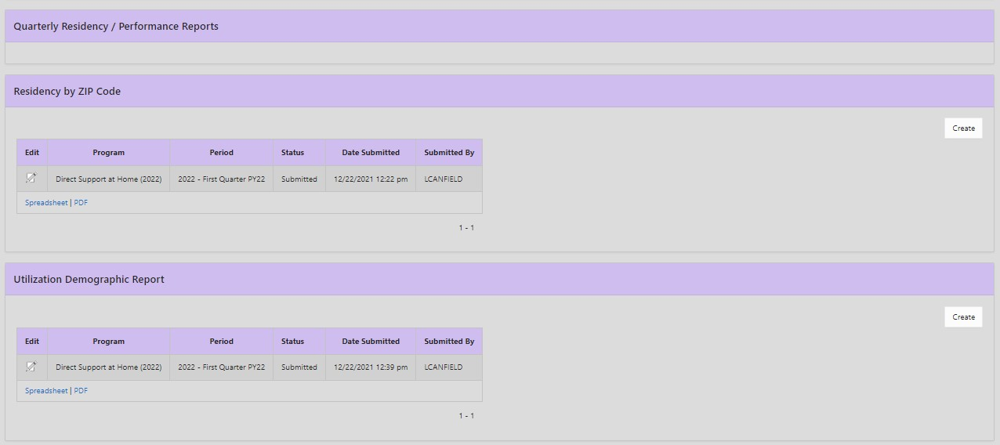 Quarterly Residency / Performance Reports
Residency by ZIP Code
Create
Edit Program Period Status Date Submitted Submitted By
Direct Support at Home (2022) 2022 - First Quarter PY22 Submitted 12/22/2021 12:22 pm LCANFIELD
Spreadsheet | PDF
1 - 1
Utilization Demographic Report
Create
Edit Program Period Status Date Submitted Submitted By
Direct Support at Home (2022) 2022 - First Quarter PY22 Submitted 12/22/2021 12:39 pm LCANFIELD
Spreadsheet | PDF
1 - 1